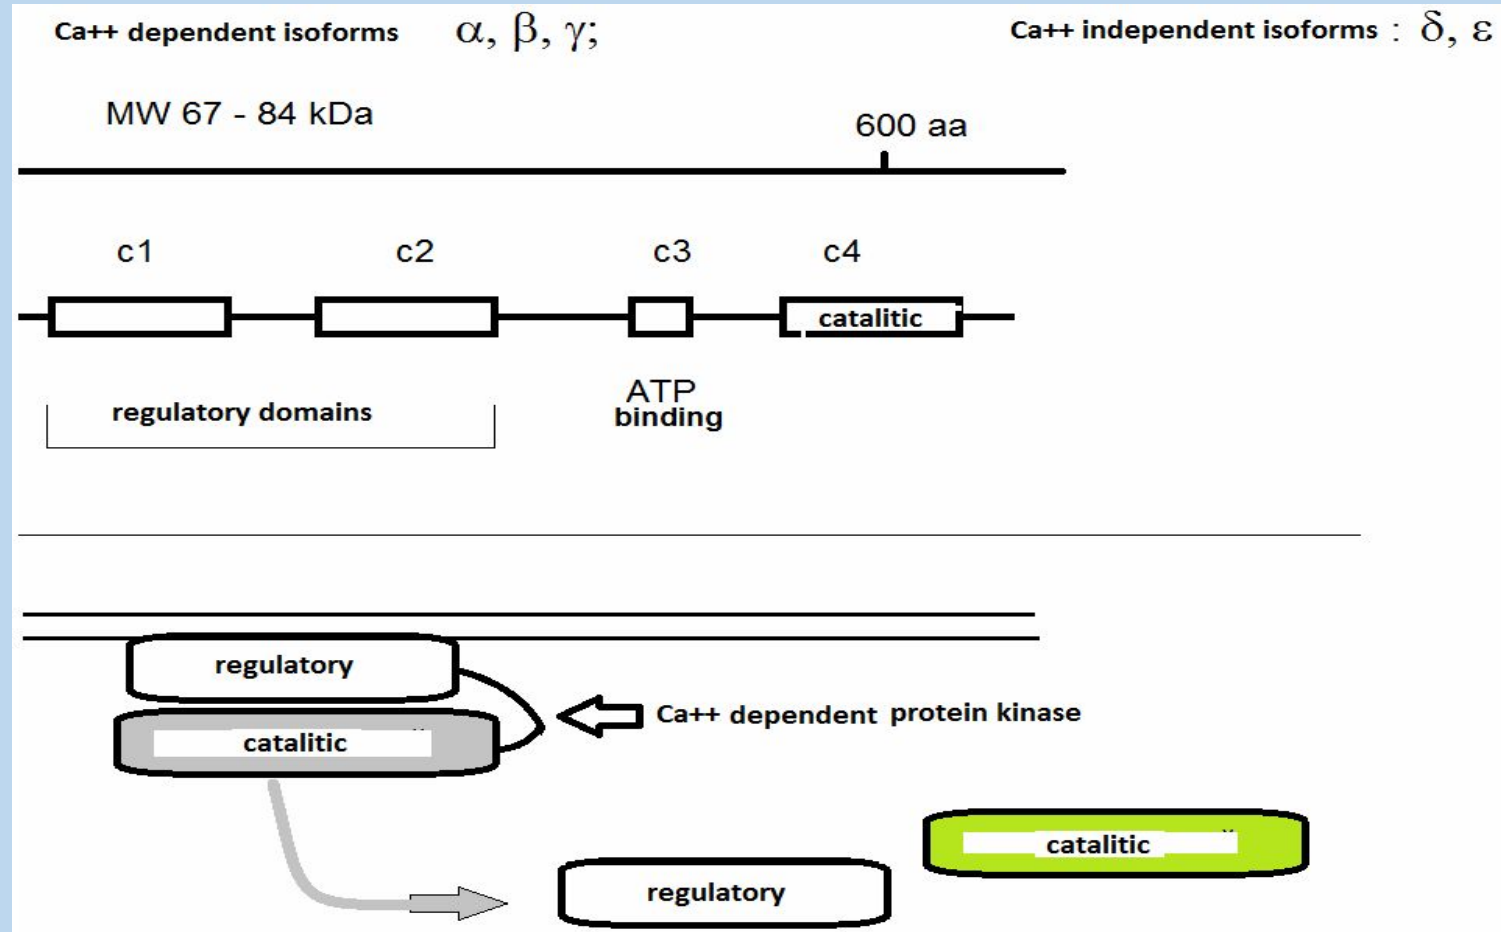 Ca++ dependent isoforms α, β, γ;
Ca++ independent isoforms : δ, ε
MW 67 - 84 kDa
600 aa
c1 c2 c3 c4
catalitic
regulatory domains
ATP
binding
regulatory
catalitic
Ca++ dependent protein kinase
catalitic
regulatory